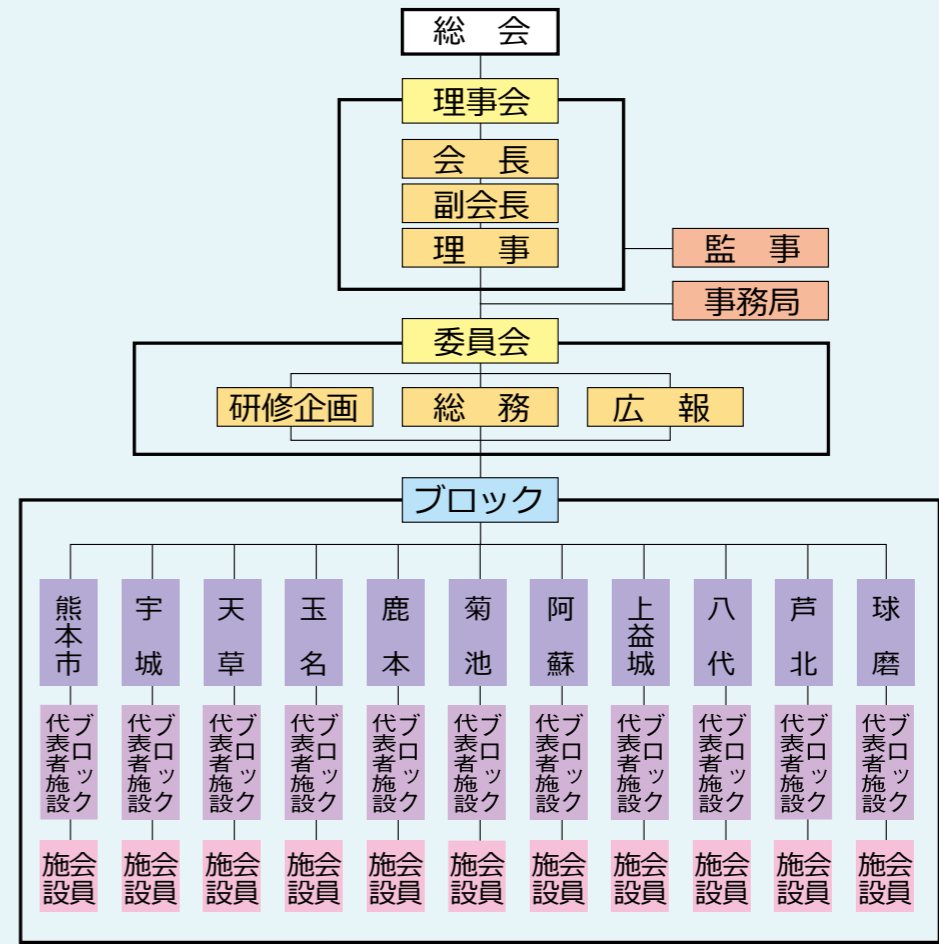 総　会
理事会
会　長
副会長
理　事
監　事
事務局
委員会
研修企画
総　務
広　報
ブロック
熊本市
宇城
天草
玉名
鹿本
菊池
阿蘇
上益城
八代
芦北
球磨
ブロック
代表者施設
ブロック
代表者施設
ブロック
代表者施設
ブロック
代表者施設
ブロック
代表者施設
ブロック
代表者施設
ブロック
代表者施設
ブロック
代表者施設
ブロック
代表者施設
ブロック
代表者施設
ブロック
代表者施設
会員
施設
会員
施設
会員
施設
会員
施設
会員
施設
会員
施設
会員
施設
会員
施設
会員
施設
会員
施設
会員
施設